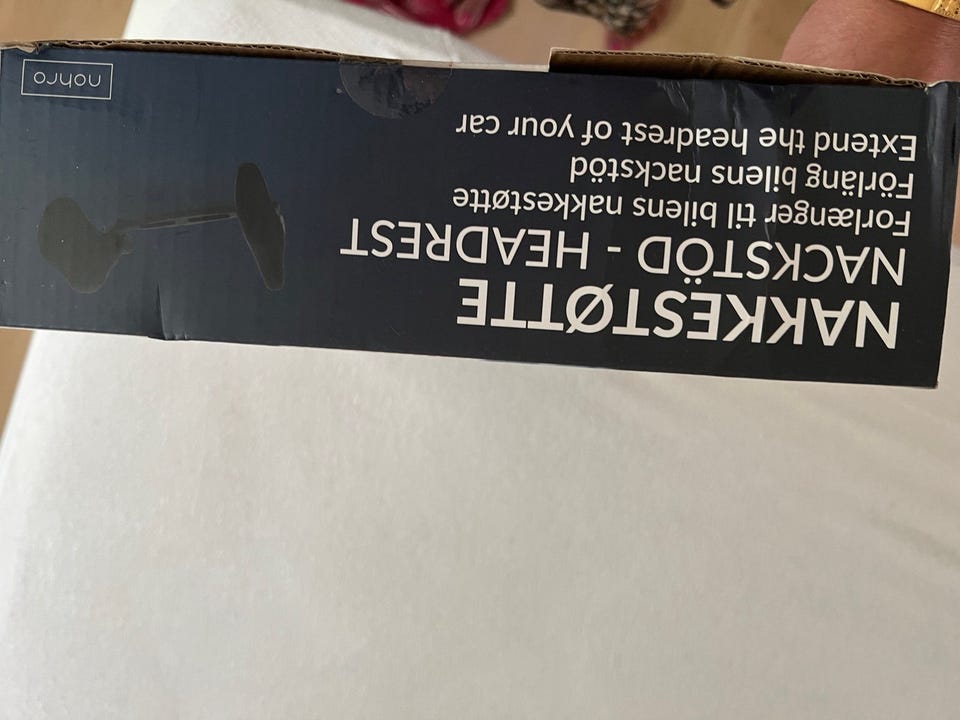 NAKKESTØTTE
NACKSTÖD - HEADREST
Forlænger til bilens nakkestøtte
Förläng bilens nackstöd
Extend the headrest of your car
nohro